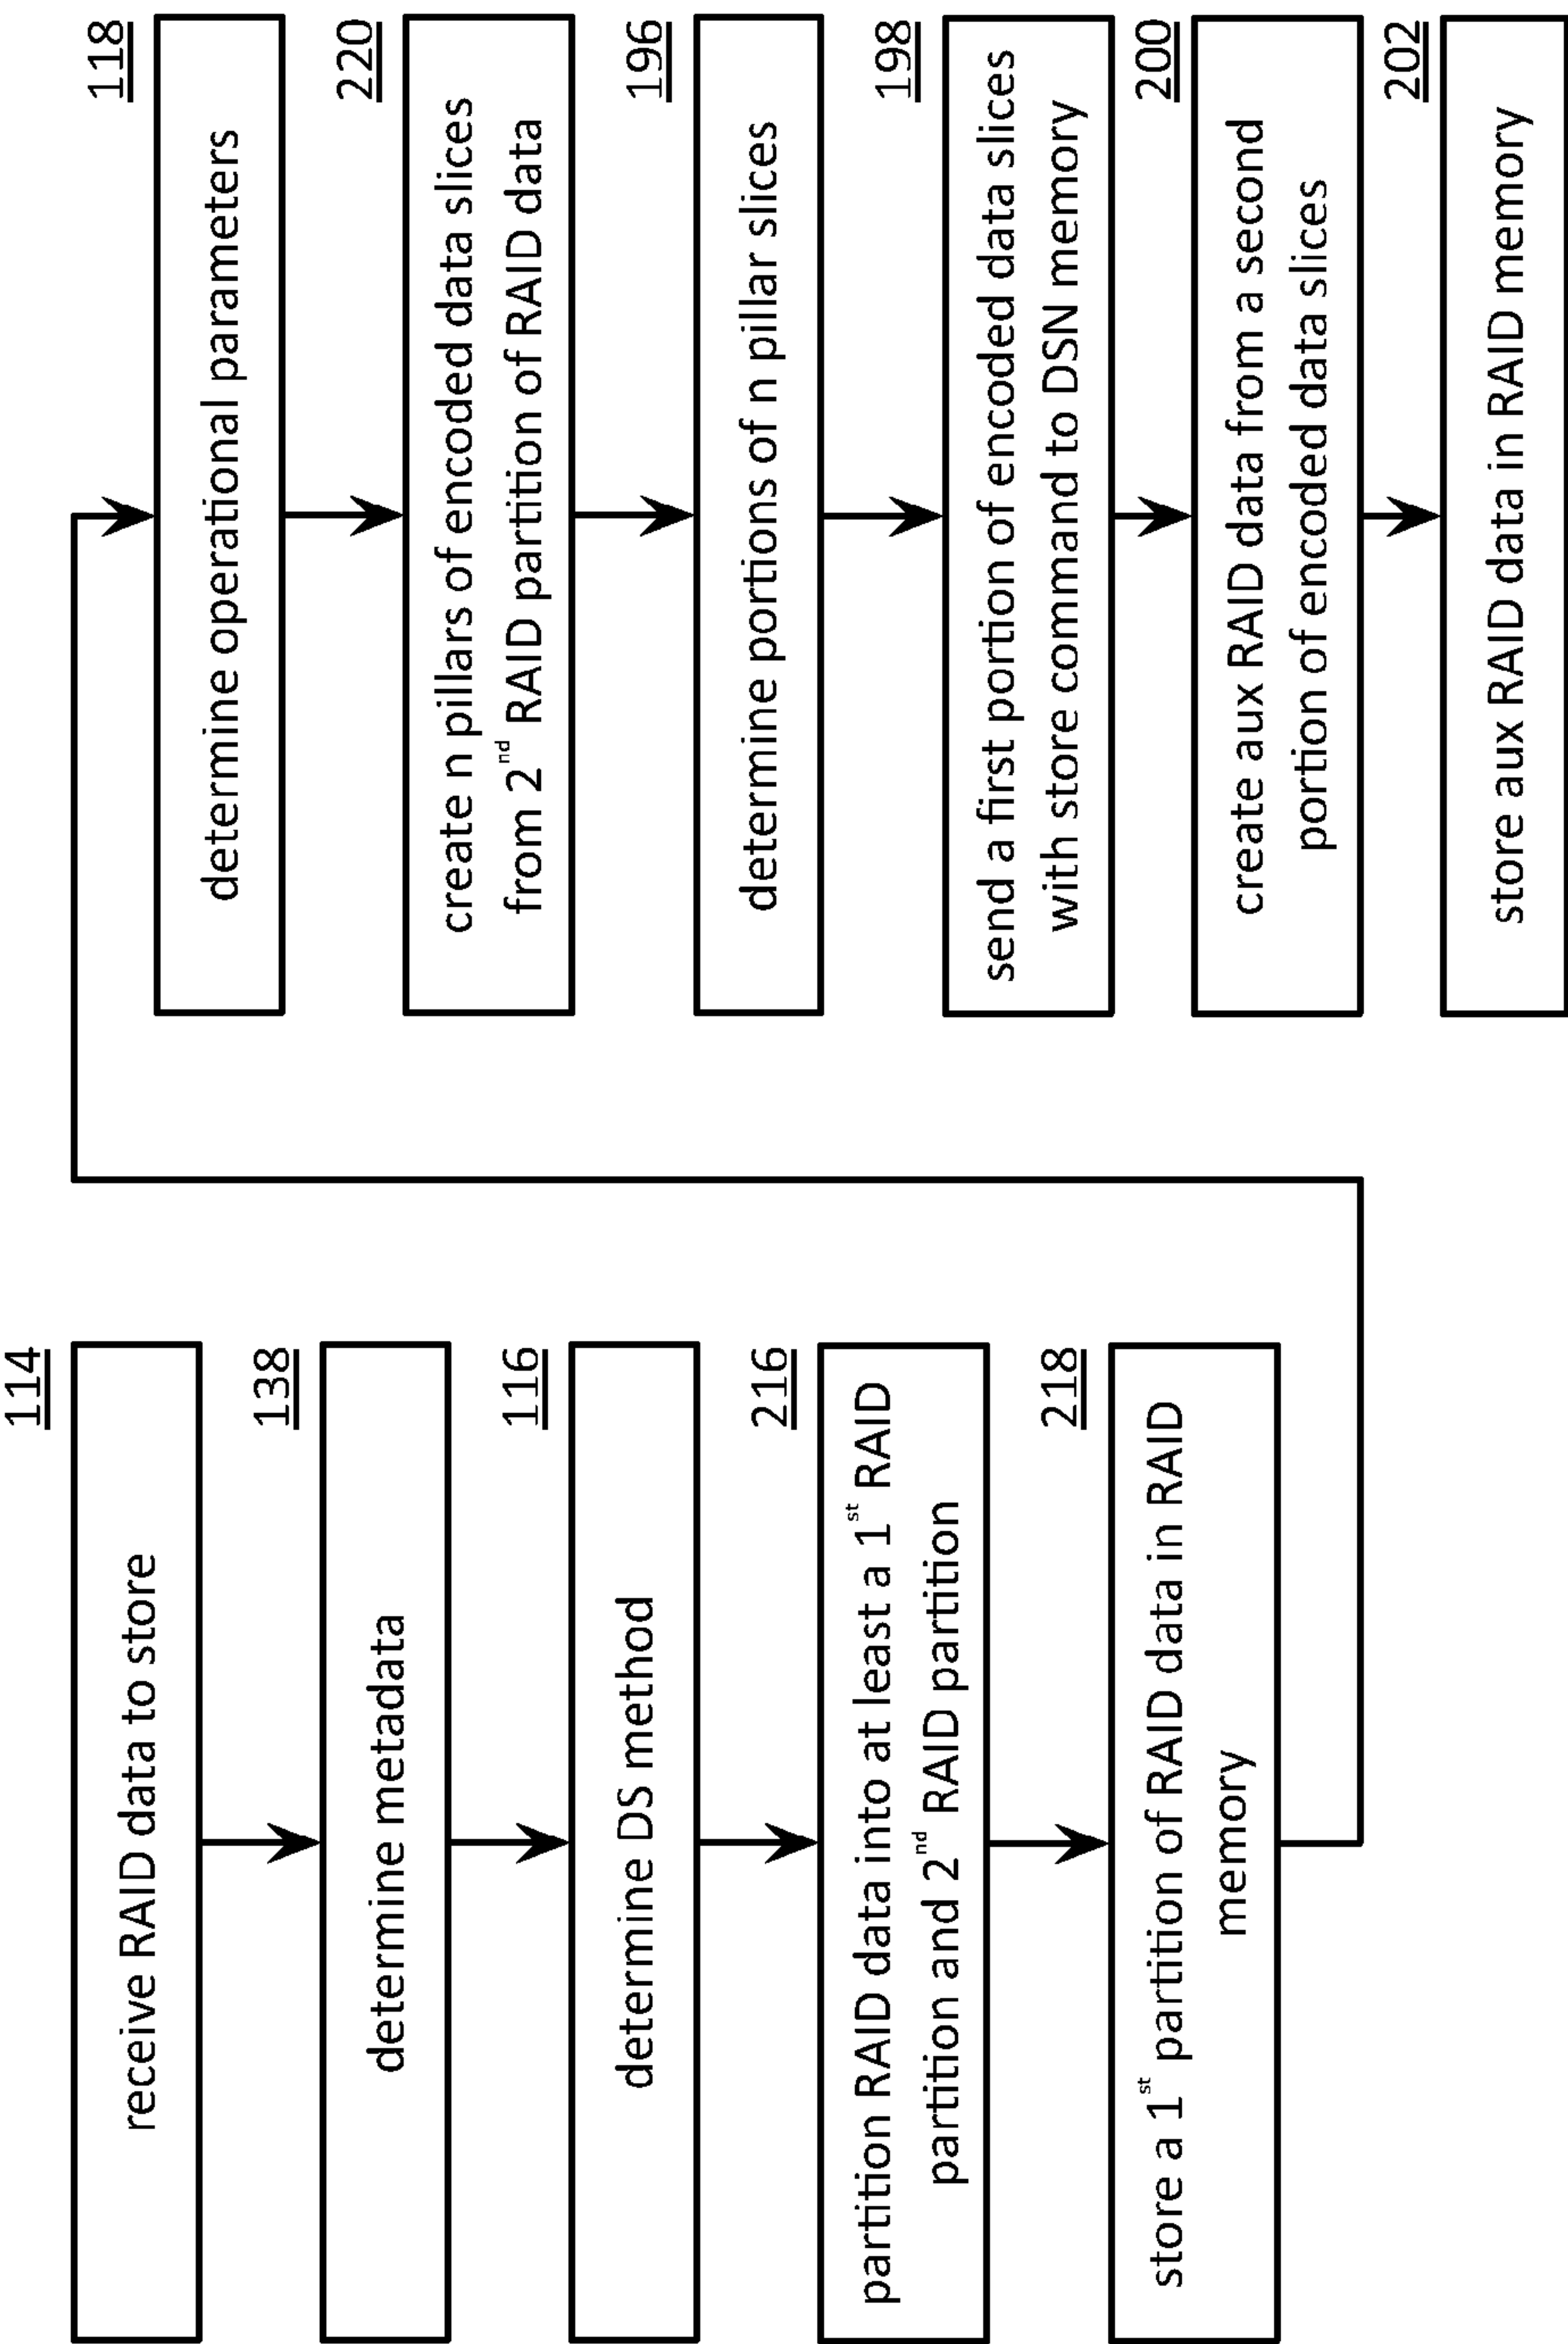 114
receive RAID data to store
138
determine metadata
116
determine DS method
216
partition RAID data into at least a 1st RAID
partition and 2nd RAID partition
218
store a 1st partition of RAID data in RAID
memory
118
determine operational parameters
220
create n pillars of encoded data slices
from 2nd RAID partition of RAID data
196
determine portions of n pillar slices
198
send a first portion of encoded data slices
with store command to DSN memory
200
create aux RAID data from a second
portion of encoded data slices
202
store aux RAID data in RAID memory